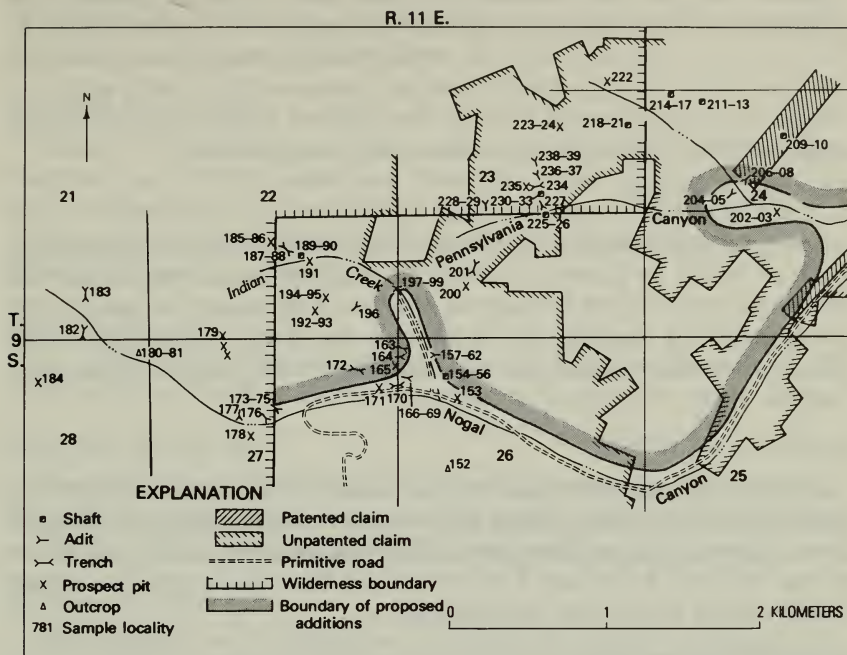 R. 11 E.
N
222
214–17
211–13
223–24
218–21
209–10
238–39
236–37
23
235
234
206–08
21
22
228–29
230–33
227
204–05
24
225–26
Canyon
202–03
185–86
189–90
187–88
191
Pennsylvania
201
Indian
Creek
197–99
200
183
194–95
196
192–93
T.
9
S.
182
179
180–81
163
164
157–62
172
165
184
154–56
173–75
153
177
176
171
170
166–69
Nogal
178
28
27
152
26
25
Canyon
EXPLANATION
Shaft
Patented claim
Adit
Unpatented claim
Trench
Primitive road
Prospect pit
Wilderness boundary
Outcrop
Boundary of proposed
additions
781 Sample locality
0 1 2 KILOMETERS